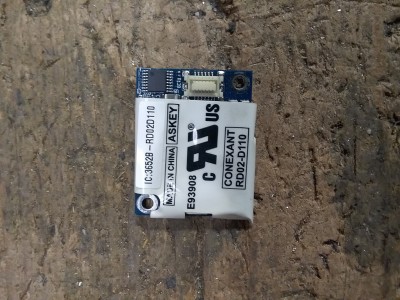 IC:3652B-RD02D110
MADE IN CHINA
ASKEY
E93908
c
US
®
CONEXANT
RD02-D110